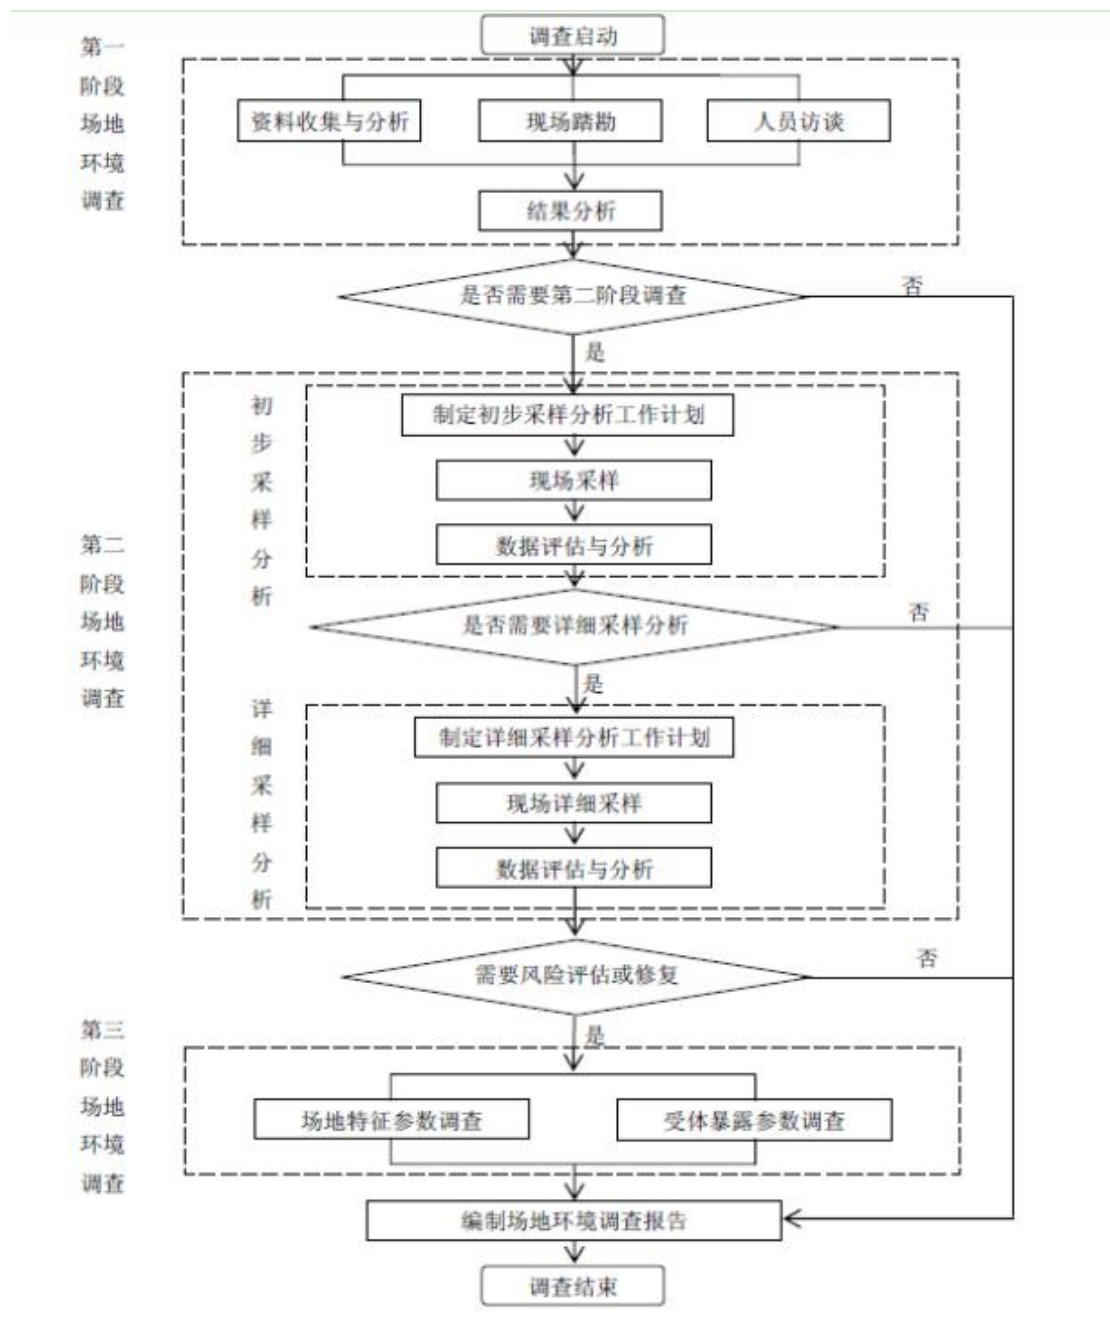 调查启动
第一
阶段
场地
环境
调查
资料收集与分析
现场踏勘
人员访谈
结果分析
是否需要第二阶段调查
否
是
第二
阶段
场地
环境
调查
初
步
采
样
分
析
制定初步采样分析工作计划
现场采样
数据评估与分析
是否需要详细采样分析
否
是
详
细
采
样
分
析
制定详细采样分析工作计划
现场详细采样
数据评估与分析
需要风险评估或修复
否
是
第三
阶段
场地
环境
调查
场地特征参数调查
受体暴露参数调查
编制场地环境调查报告
调查结束